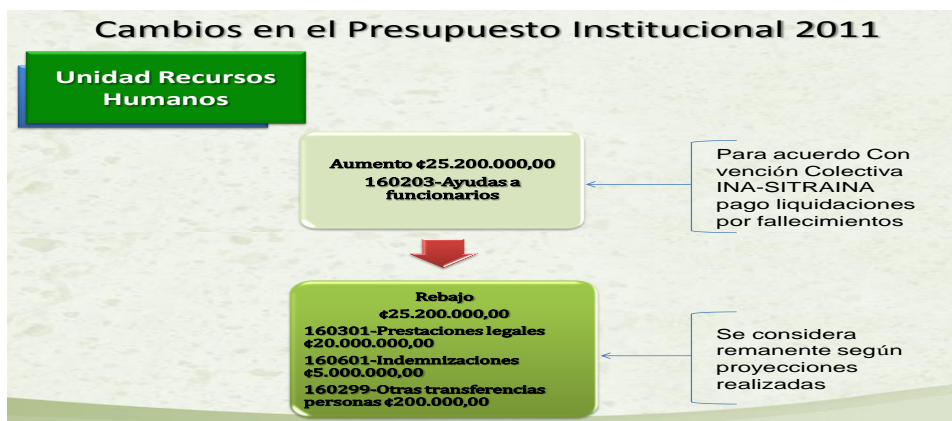 Cambios en el Presupuesto Institucional 2011
Unidad Recursos
Humanos
Aumento ¢25.200.000,00
160203-Ayudas a
funcionarios
Para acuerdo Con
vención Colectiva
INA-SITRAINA
pago liquidaciones
por fallecimientos
Rebajo
¢25.200.000,00
160301-Prestaciones legales
¢20.000.000,00
160601-Indemnizaciones
¢5.000.000,00
160299-Otras transferencias
personas ¢200.000,00
Se considera
remanente según
proyecciones
realizadas